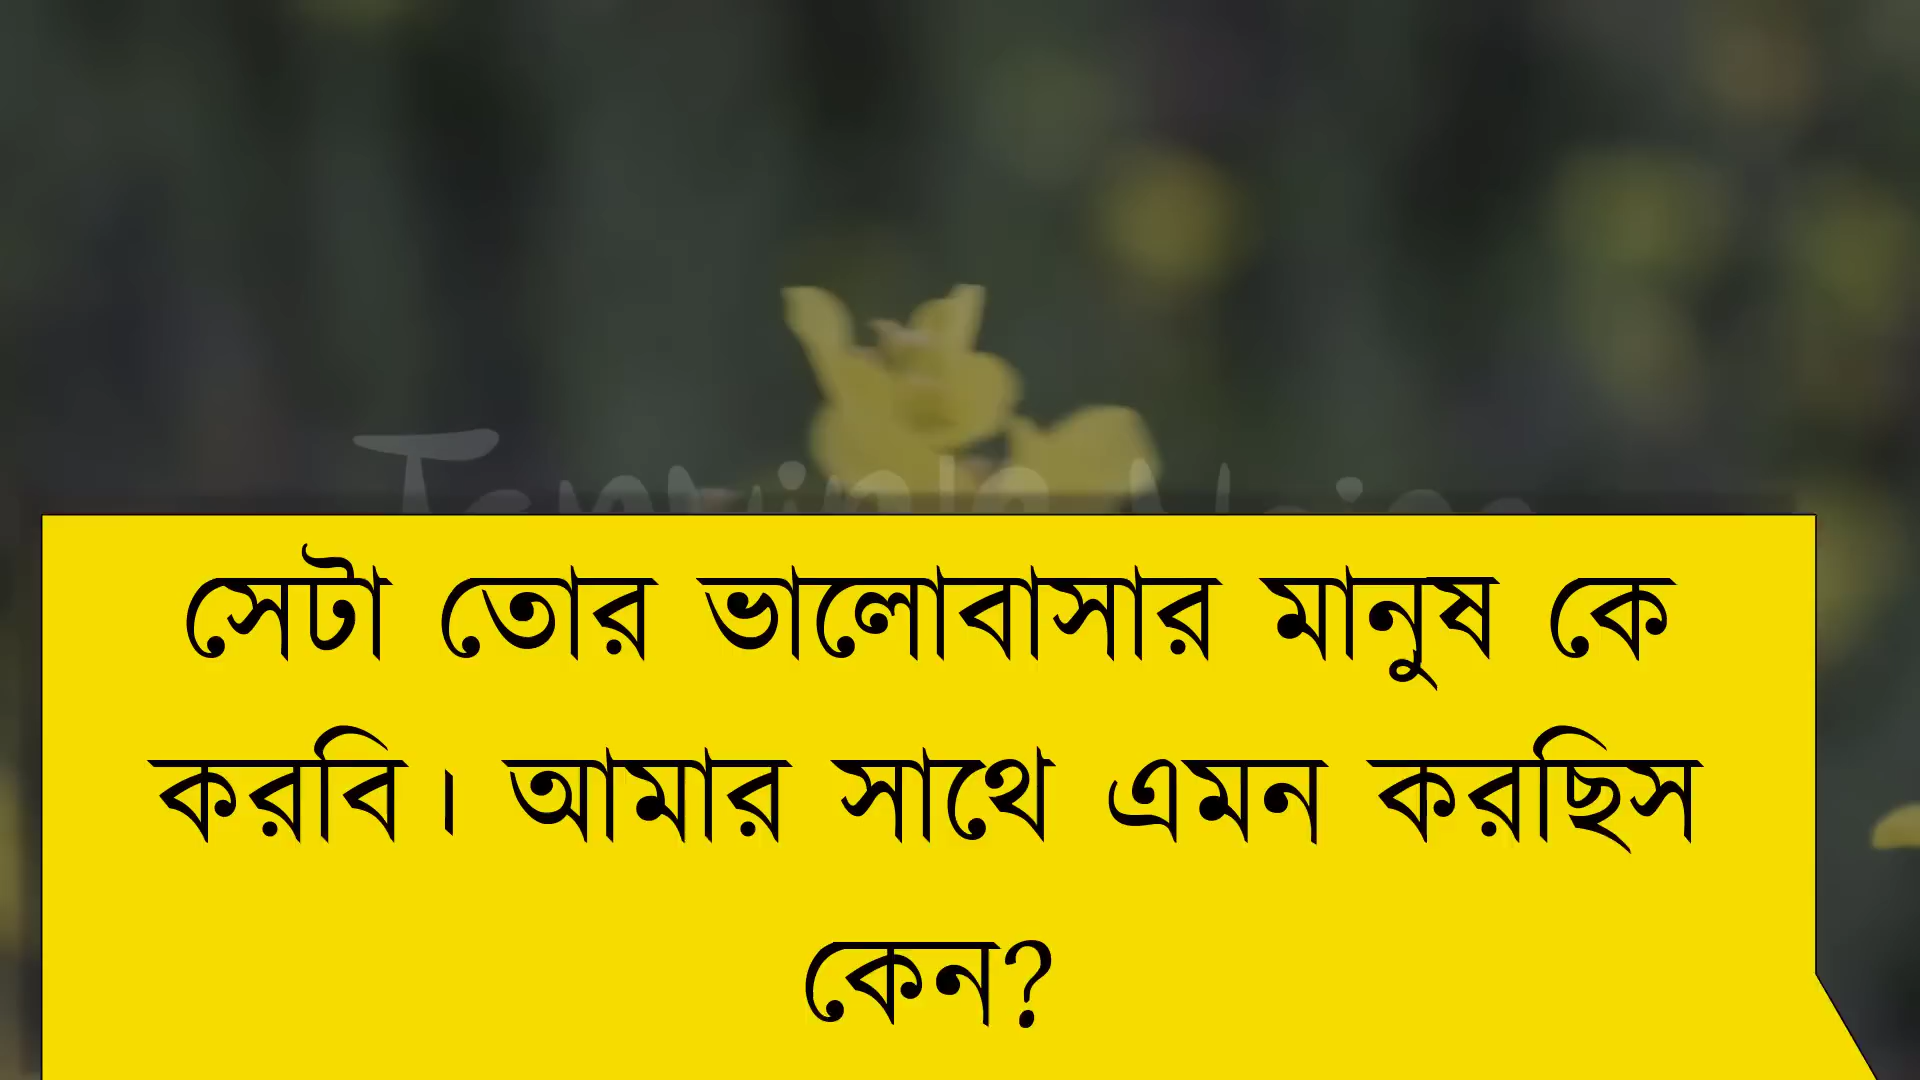 সেটা তোর ভালোবাসার মানুষ কে
করবি। আমার সাথে এমন করছিস
কেন?